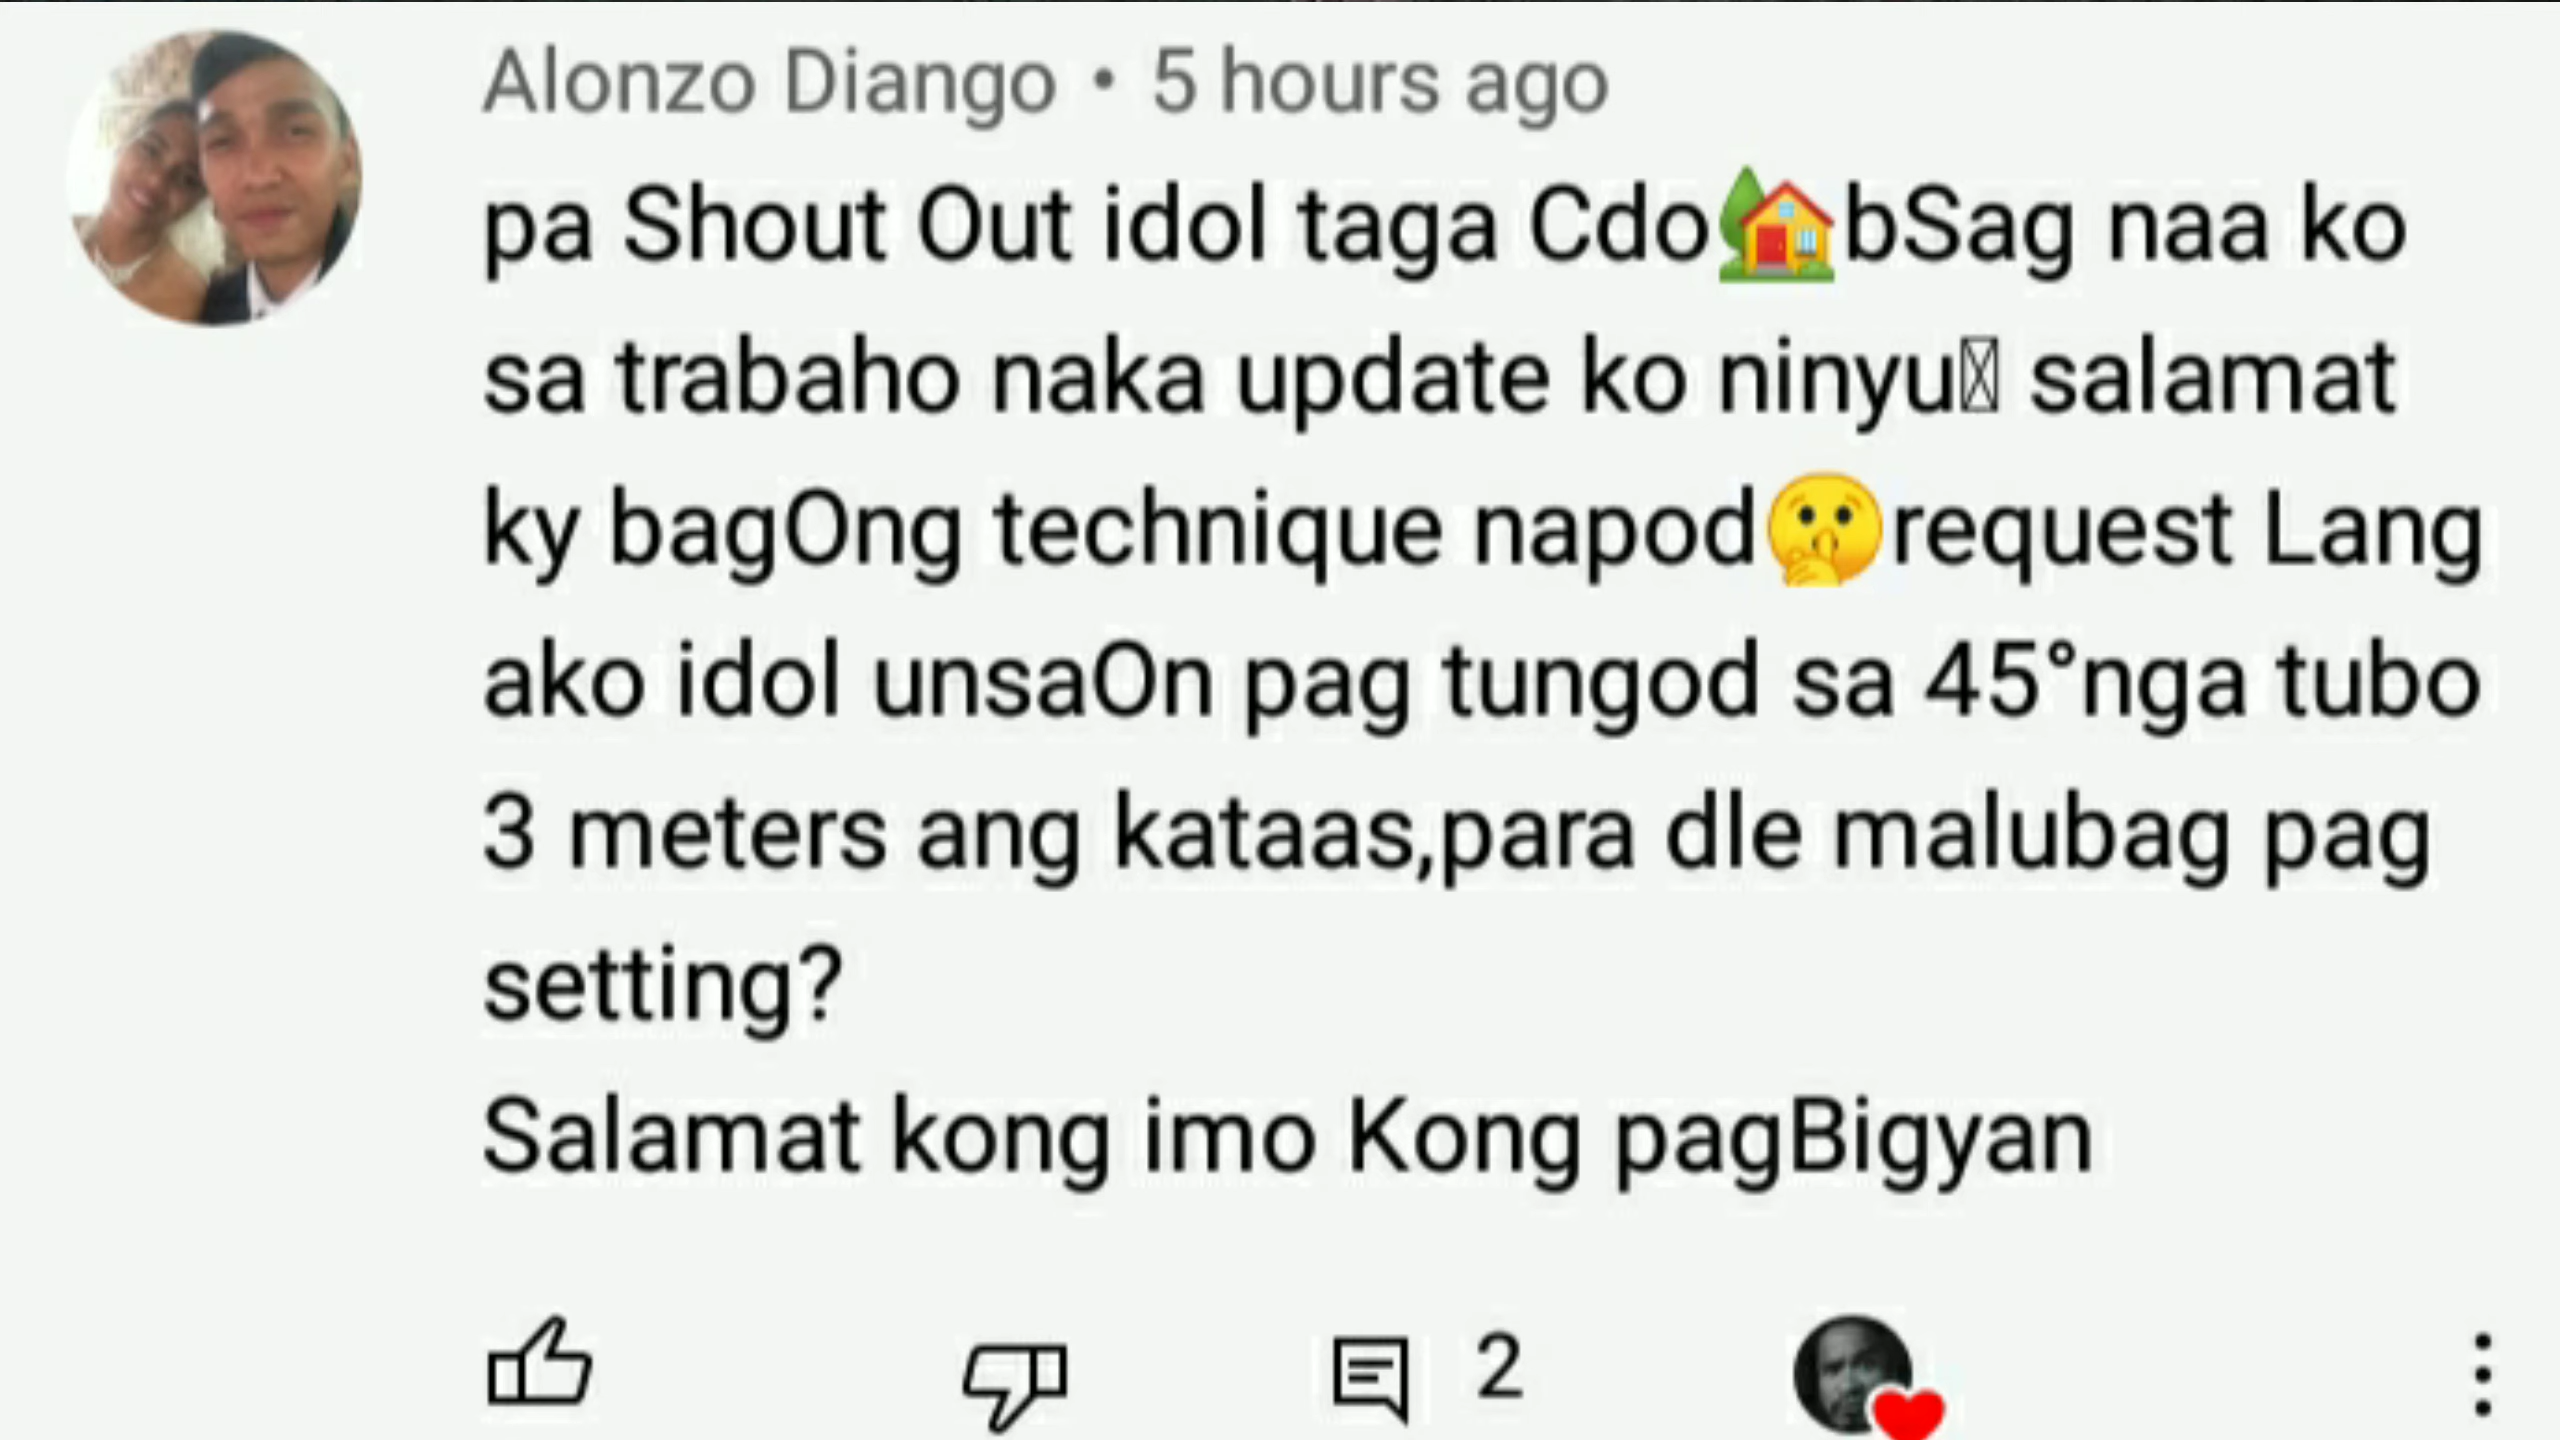 Alonzo Diango • 5 hours ago
pa Shout Out idol taga Cdo🏡bSag naa ko
sa trabaho naka update ko ninyu salamat
ky bagOng technique napod🤫request Lang
ako idol unsaOn pag tungod sa 45°nga tubo
3 meters ang kataas,para dle malubag pag
setting?
Salamat kong imo Kong pagBigyan
2